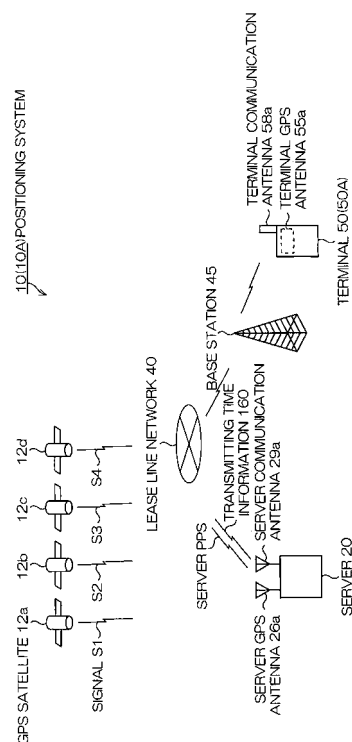 10(10A)POSITIONING SYSTEM
GPS SATELLITE 12a
12b
12c
12d
SIGNAL S1
S2
S3
S4
LEASE LINE NETWORK 40
BASE STATION 45
TERMINAL COMMUNICATION
ANTENNA 58a
TERMINAL GPS
ANTENNA 55a
TERMINAL 50(50A)
SERVER PPS
TRANSMITTING TIME
INFORMATION 160
SERVER COMMUNICATION
ANTENNA 29a
SERVER GPS
ANTENNA 26a
SERVER 20